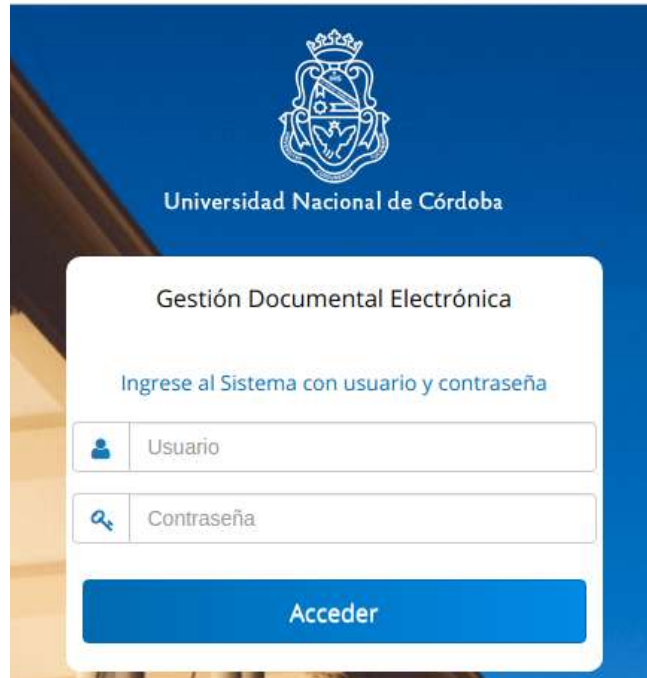 Universidad Nacional de Córdoba
Gestión Documental Electrónica
Ingrese al Sistema con usuario y contraseña
Usuario
Contraseña
Acceder